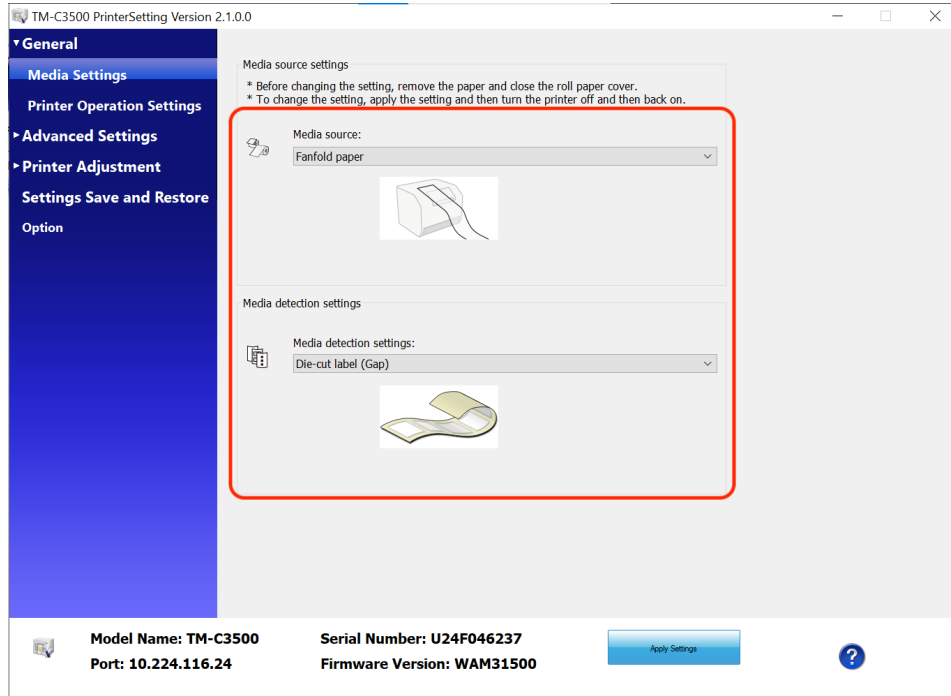 TM-C3500 PrinterSetting Version 2.1.0.0
General
Media Settings
Printer Operation Settings
Advanced Settings
Printer Adjustment
Settings Save and Restore
Option
Media source settings
* Before changing the setting, remove the paper and close the roll paper cover.
* To change the setting, apply the setting and then turn the printer off and then back on.
Media source:
Fanfold paper
Media detection settings
Media detection settings:
Die-cut label (Gap)
Model Name: TM-C3500
Serial Number: U24F046237
Port: 10.224.116.24
Firmware Version: WAM31500
Apply Settings
?